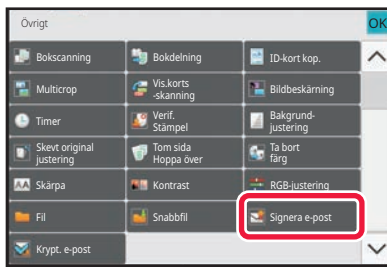 Övrigt
OK
Bokscanning
Bokdelning
ID-kort kop.
Multicrop
Vis.korts
-skanning
Bildbeskärning
Timer
Verif.
Stämpel
Bakgrund-
justering
Skevt original
justering
Tom sida
Hoppa över
Ta bort
färg
Skärpa
Kontrast
RGB-justering
Fil
Snabbfil
Signera e-post
Krypt. e-post